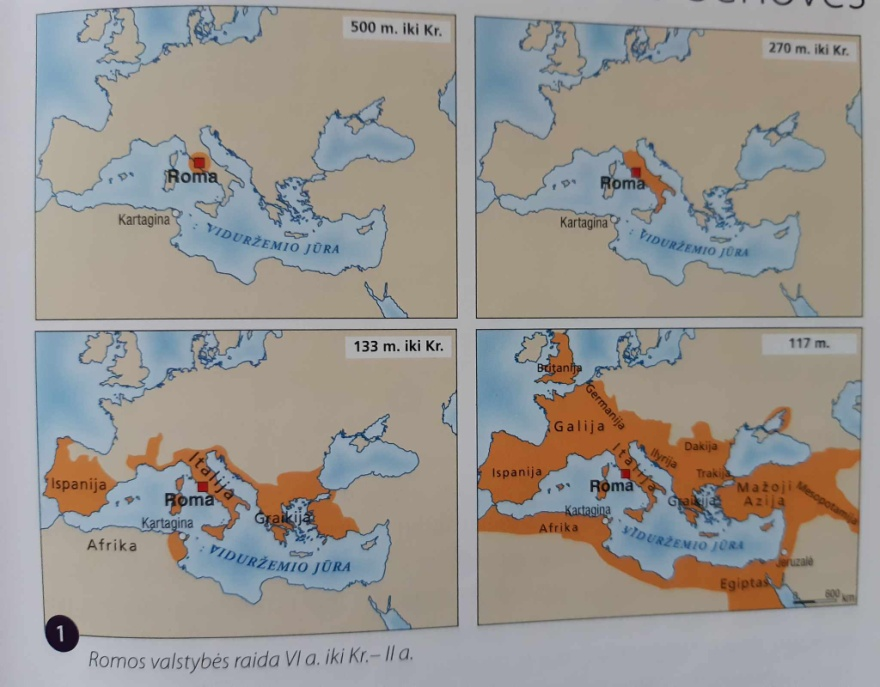 500 m. iki Kr.
Roma
Kartagina
VIDURŽEMIO JŪRA
270 m. iki Kr.
Roma
Kartagina
VIDURŽEMIO JŪRA
133 m. iki Kr.
Ispanija
Italija
Roma
Kartagina
Graikija
Afrika
VIDURŽEMIO JŪRA
117 m.
Britanija
Germanija
Galija
Italija
Ilyrija
Dakija
Ispanija
Roma
Trakija
Graikija
Mažoji
Azija
Mesopotamija
Kartagina
Afrika
VIDURŽEMIO JŪRA
Jeruzalė
Egiptas
600 km
1
Romos valstybės raida VI a. iki Kr.– II a.